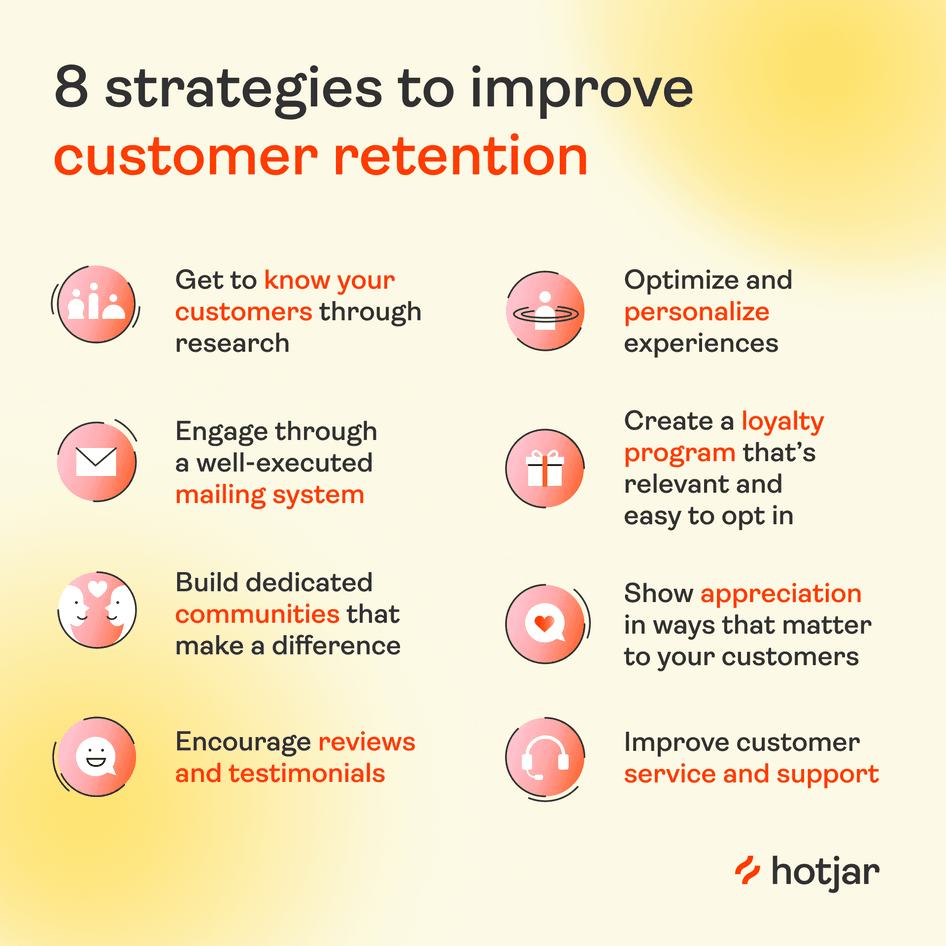 8 strategies to improve
customer retention
Get to know your
customers through
research
Engage through
a well-executed
mailing system
Build dedicated
communities that
make a difference
Encourage reviews
and testimonials
Optimize and
personalize
experiences
Create a loyalty
program that’s
relevant and
easy to opt in
Show appreciation
in ways that matter
to your customers
Improve customer
service and support
hotjar